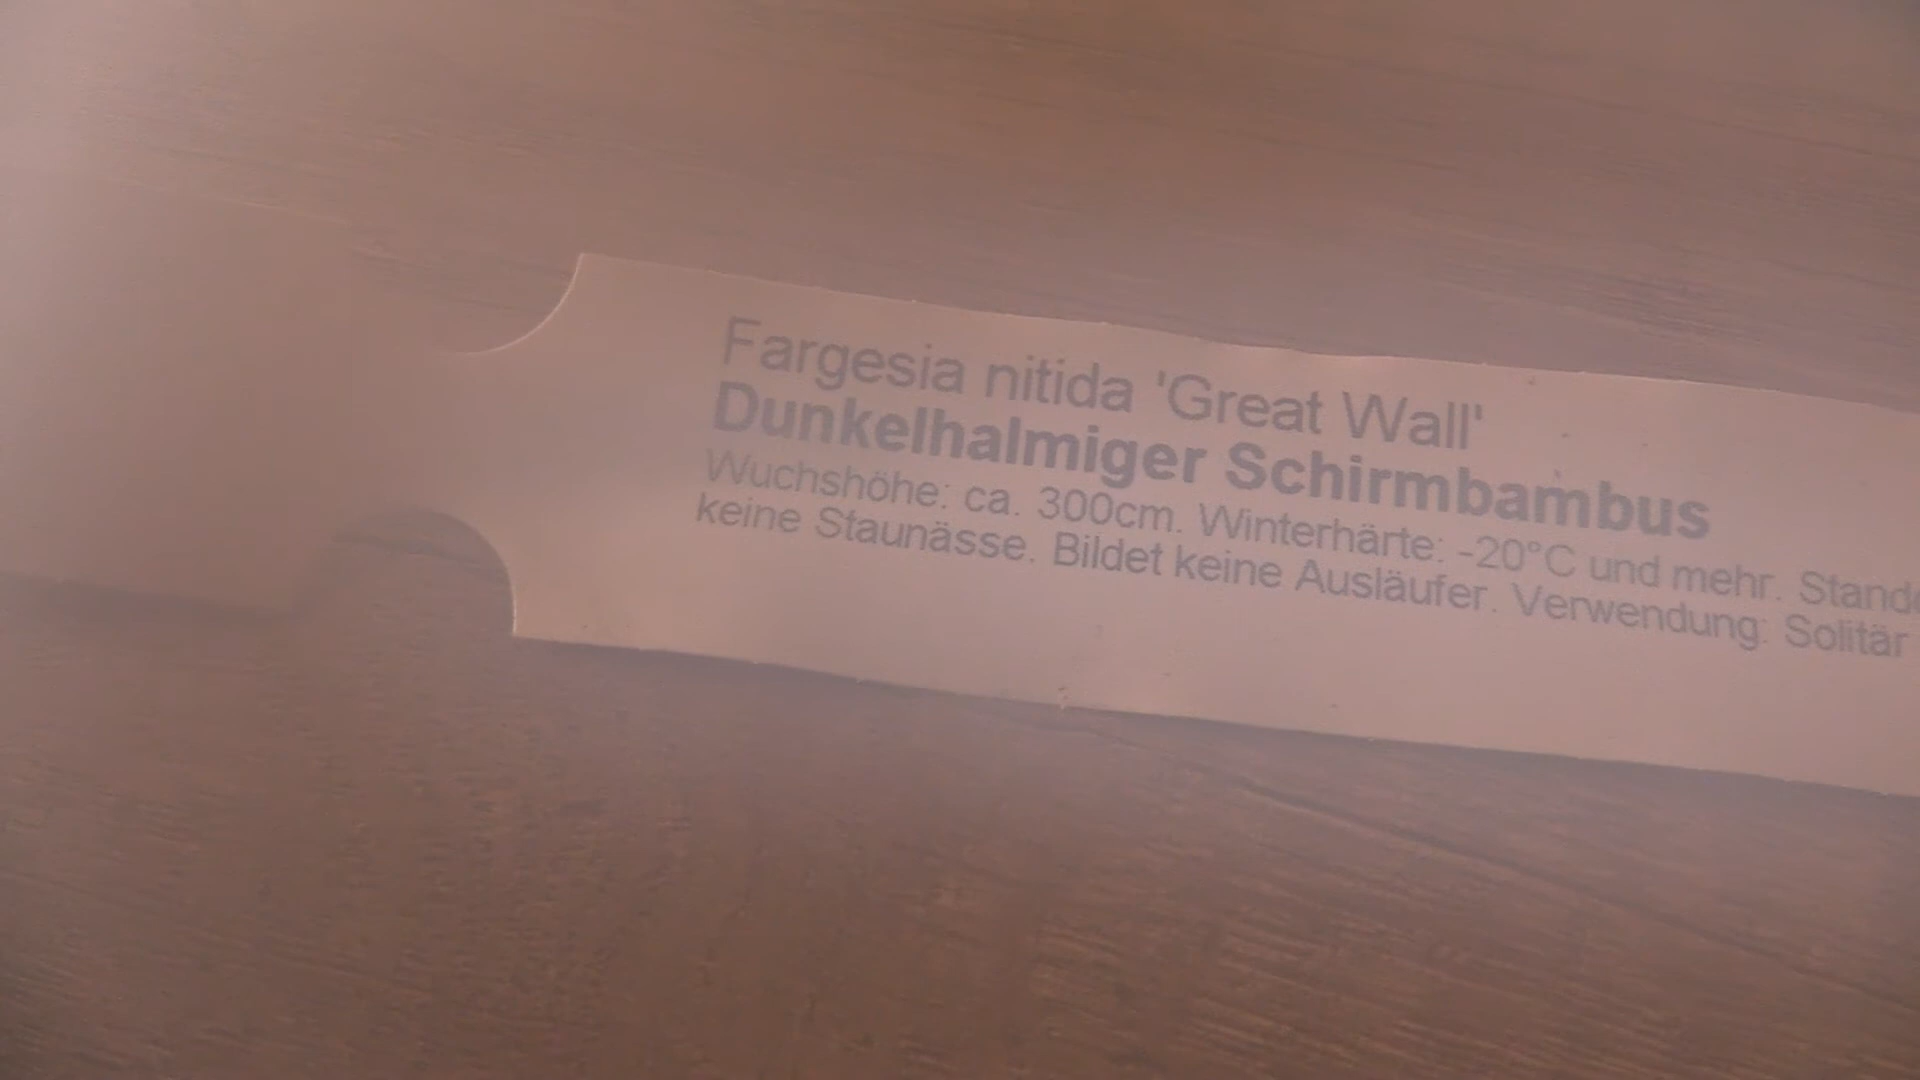 Fargesia nitida 'Great Wall'
Dunkelhalmiger Schirmbambus
Wuchshöhe: ca. 300cm. Winterhärte: -20°C und mehr.
keine Staunässe. Bildet keine Ausläufer. Verwendung: Solitär